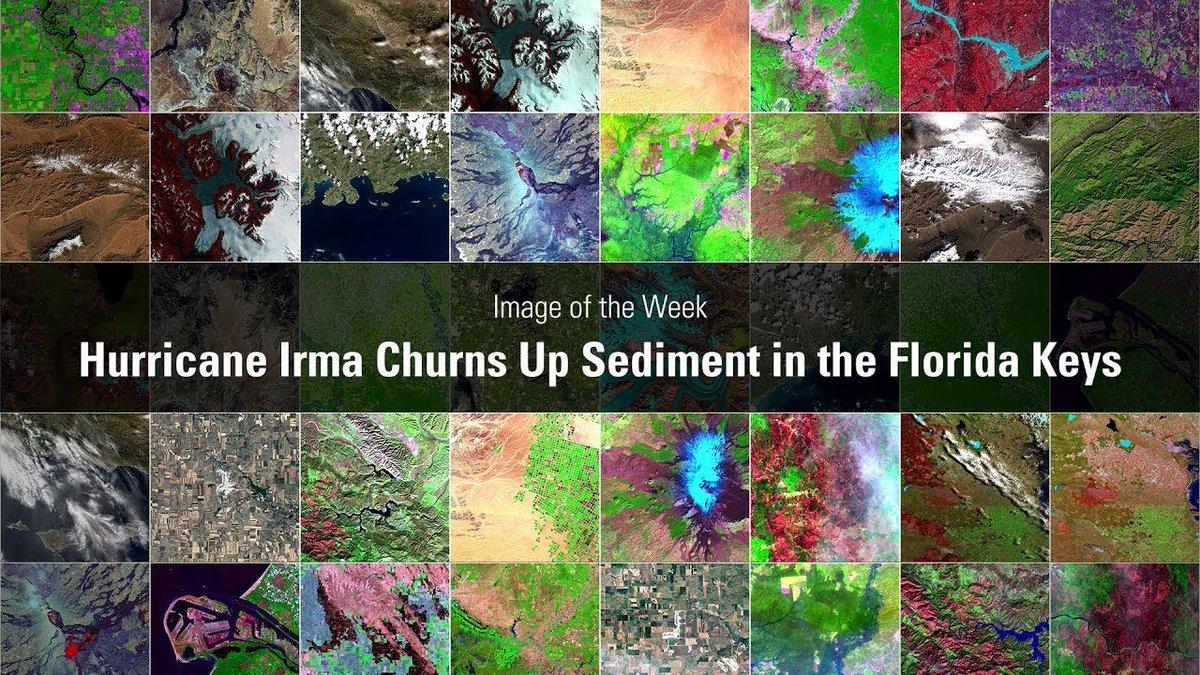 Image of the Week
Hurricane Irma Churns Up Sediment in the Florida Keys